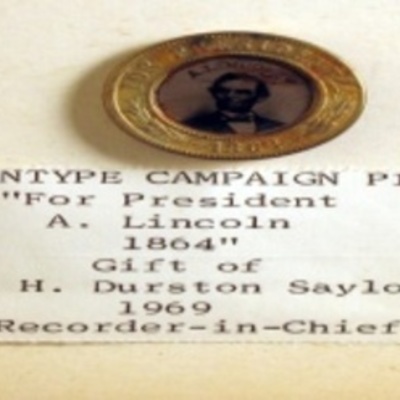 NTYPE CAMPAIGN PI
"For President
A. Lincoln
1864"
Gift of
H. Durston Saylo
1969
Recorder-in-Chief